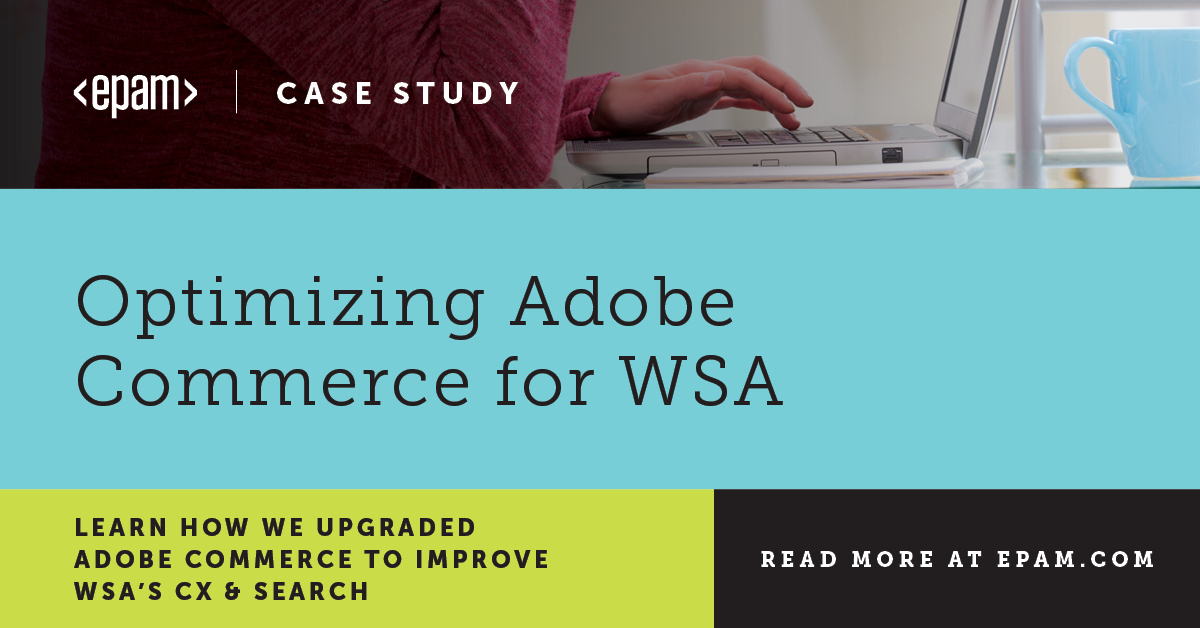 <epam> | CASE STUDY
Optimizing Adobe
Commerce for WSA
LEARN HOW WE UPGRADED
ADOBE COMMERCE TO IMPROVE
WSA'S CX & SEARCH
READ MORE AT EPAM.COM